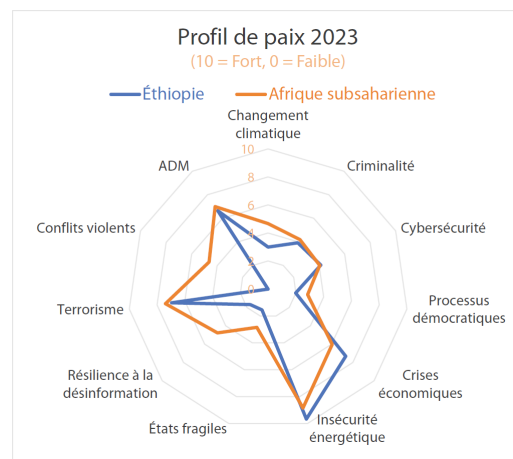 Profil de paix 2023
(10 = Fort, 0 = Faible)
Éthiopie
Afrique subsaharienne
Changement
climatique
Criminalité
Cybersécurité
Processus
démocratiques
Crises
économiques
Insécurité
énergétique
États fragiles
Résilience à la
désinformation
Terrorisme
Conflits violents
ADM
10
8
6
4
2
0